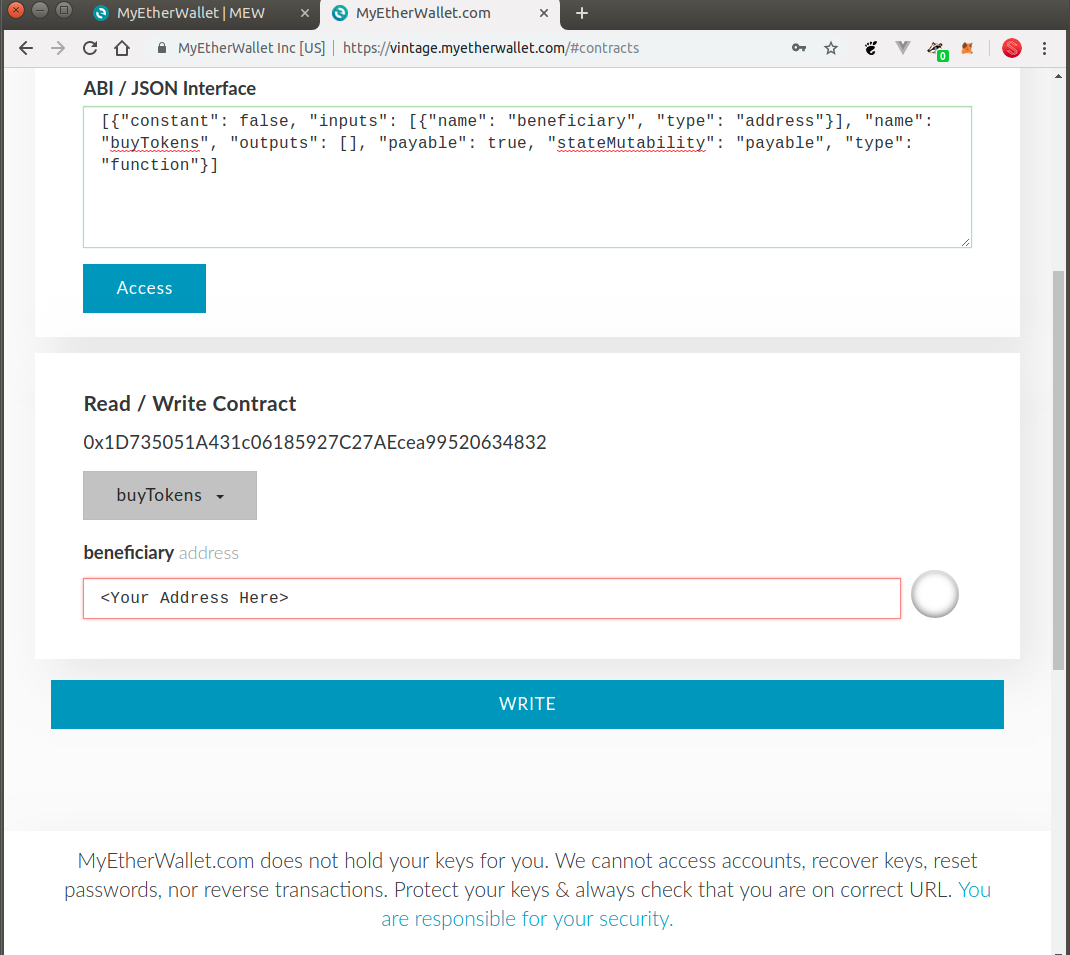 MyEtherWallet | MEW
MyEtherWallet.com
MyEtherWallet Inc [US] | https://vintage.myetherwallet.com/#contracts
0
ABI / JSON Interface
[{"constant": false, "inputs": [{"name": "beneficiary", "type": "address"}], "name":
"buyTokens", "outputs": [], "payable": true, "stateMutability": "payable", "type":
"function"}]
Access
Read / Write Contract
0x1D735051A431c06185927C27AEcea99520634832
buyTokens
beneficiary address
<Your Address Here>
WRITE
MyEtherWallet.com does not hold your keys for you. We cannot access accounts, recover keys, reset
passwords, nor reverse transactions. Protect your keys & always check that you are on correct URL. You
are responsible for your security.